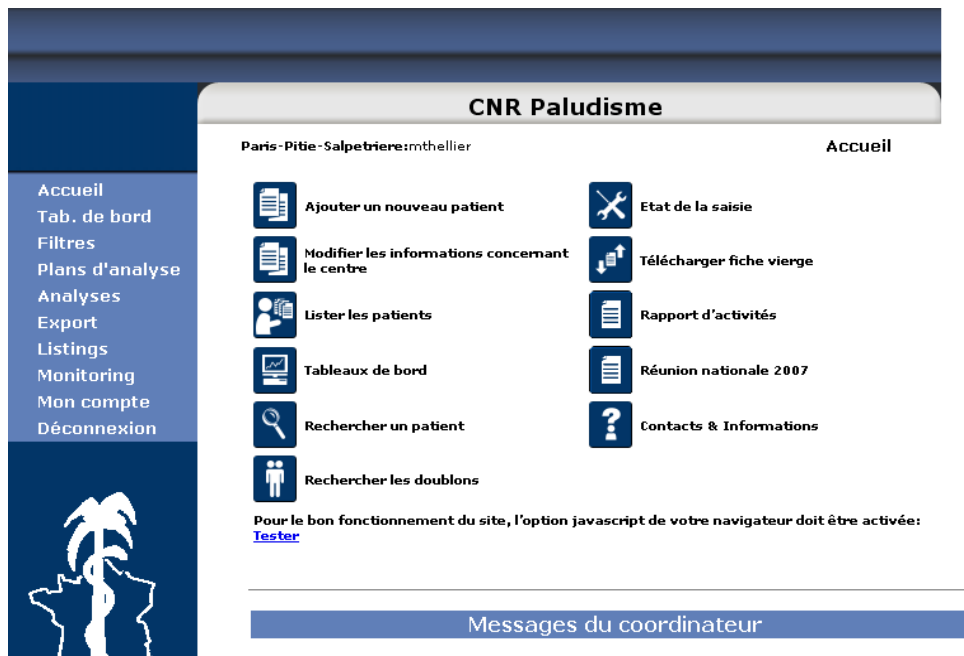 CNR Paludisme
Paris-Pitie-Salpetriere:mthellier
Accueil
Accueil
Tab. de bord
Filtres
Plans d'analyse
Analyses
Export
Listings
Monitoring
Mon compte
Déconnexion
Ajouter un nouveau patient
Modifier les informations concernant
le centre
Lister les patients
Tableaux de bord
Rechercher un patient
Rechercher les doublons
Etat de la saisie
Télécharger fiche vierge
Rapport d'activités
Réunion nationale 2007
Contacts & Informations
Pour le bon fonctionnement du site, l'option javascript de votre navigateur doit être activée:
Tester
Messages du coordinateur